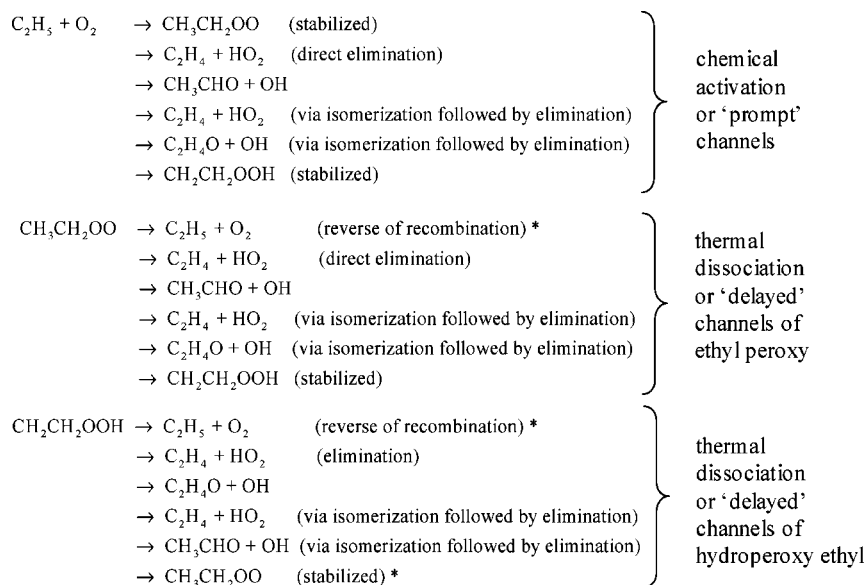 C₂H₅ + O₂ → CH₃CH₂OO (stabilized)
→ C₂H₄ + HO₂ (direct elimination)
→ CH₃CHO + OH
→ C₂H₄ + HO₂ (via isomerization followed by elimination)
→ C₂H₄O + OH (via isomerization followed by elimination)
→ CH₂CH₂OOH (stabilized)
chemical
activation
or ‘prompt’
channels
CH₃CH₂OO → C₂H₅ + O₂ (reverse of recombination) *
→ C₂H₄ + HO₂ (direct elimination)
→ CH₃CHO + OH
→ C₂H₄ + HO₂ (via isomerization followed by elimination)
→ C₂H₄O + OH (via isomerization followed by elimination)
→ CH₂CH₂OOH (stabilized)
thermal
dissociation
or ‘delayed’
channels of
ethyl peroxy
CH₂CH₂OOH → C₂H₅ + O₂ (reverse of recombination) *
→ C₂H₄ + HO₂ (elimination)
→ C₂H₄O + OH
→ C₂H₄ + HO₂ (via isomerization followed by elimination)
→ CH₃CHO + OH (via isomerization followed by elimination)
→ CH₃CH₂OO (stabilized) *
thermal
dissociation
or ‘delayed’
channels of
hydroperoxy ethyl